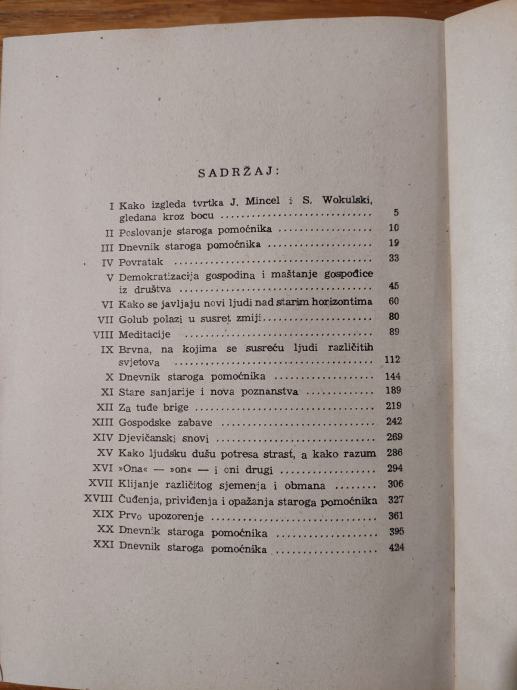 SADRŽAJ:
I Kako izgleda tvrtka J. Mincel i S. Wokulski,
gledana kroz bocu . . . . . . . . . . . . . . . . . . . . . . 5
II Poslovanje staroga pomoćnika . . . . . . . . . . . . . . . 10
III Dnevnik staroga pomoćnika . . . . . . . . . . . . . . . . 19
IV Povratak . . . . . . . . . . . . . . . . . . . . . . . . . . . . . . 33
V Demokratizacija gospodina i maštanje gospođice
iz društva . . . . . . . . . . . . . . . . . . . . . . . . . . . . . 45
VI Kako se javljaju novi ljudi nad starim horizontima 60
VII Golub polazi u susret zmiji . . . . . . . . . . . . . . . . 80
VIII Meditacije . . . . . . . . . . . . . . . . . . . . . . . . . . . . . 89
IX Brvna, na kojima se susreću ljudi različitih
svjetova . . . . . . . . . . . . . . . . . . . . . . . . . . . . . 112
X Dnevnik staroga pomoćnika . . . . . . . . . . . . . . . . 144
XI Stare sanjarije i nova poznanstva . . . . . . . . . . . 189
XII Za tuđe brige . . . . . . . . . . . . . . . . . . . . . . . . . . 219
XIII Gospodske zabave . . . . . . . . . . . . . . . . . . . . . . 242
XIV Djevičanski snovi . . . . . . . . . . . . . . . . . . . . . . . 269
XV Kako ljudsku dušu potresa strast, a kako razum 286
XVI »Ona« — »on« — i oni drugi . . . . . . . . . . . . . . . 294
XVII Klijanje različitog sjemenja i obmana . . . . . . . . 306
XVIII Čuđenja, priviđenja i opažanja staroga pomoćnika 327
XIX Prvo upozorenje . . . . . . . . . . . . . . . . . . . . . . . . 361
XX Dnevnik staroga pomoćnika . . . . . . . . . . . . . . . . 395
XXI Dnevnik staroga pomoćnika . . . . . . . . . . . . . . . . 424